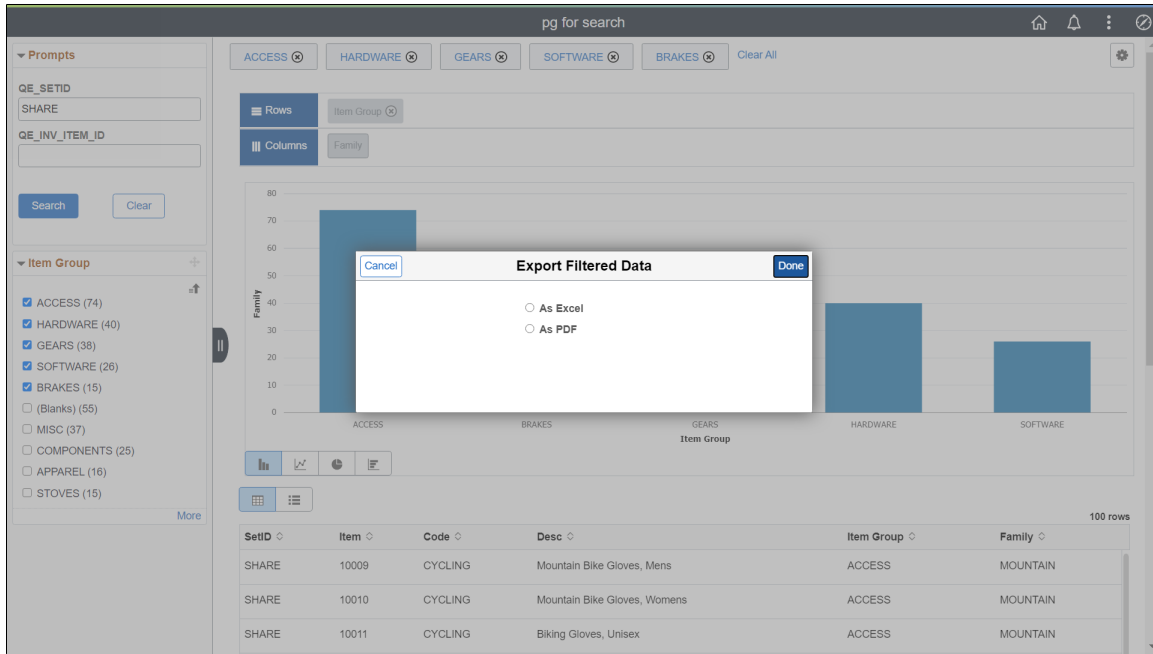 pg for search
Prompts
QE_SETID
SHARE
QE_INV_ITEM_ID
Search
Clear
Item Group
ACCESS (74)
HARDWARE (40)
GEARS (38)
SOFTWARE (26)
BRAKES (15)
(Blanks) (55)
MISC (37)
COMPONENTS (25)
APPAREL (16)
STOVES (15)
More
ACCESS HARDWARE GEARS SOFTWARE BRAKES Clear All
Rows Item Group
Columns Family
80
70
60
50
40
30
20
10
0
Family
ACCESS BRAKES GEARS HARDWARE SOFTWARE
Item Group
Cancel Export Filtered Data Done
As Excel
As PDF
100 rows
SetID Item Code Desc Item Group Family
SHARE 10009 CYCLING Mountain Bike Gloves, Mens ACCESS MOUNTAIN
SHARE 10010 CYCLING Mountain Bike Gloves, Womens ACCESS MOUNTAIN
SHARE 10011 CYCLING Biking Gloves, Unisex ACCESS MOUNTAIN